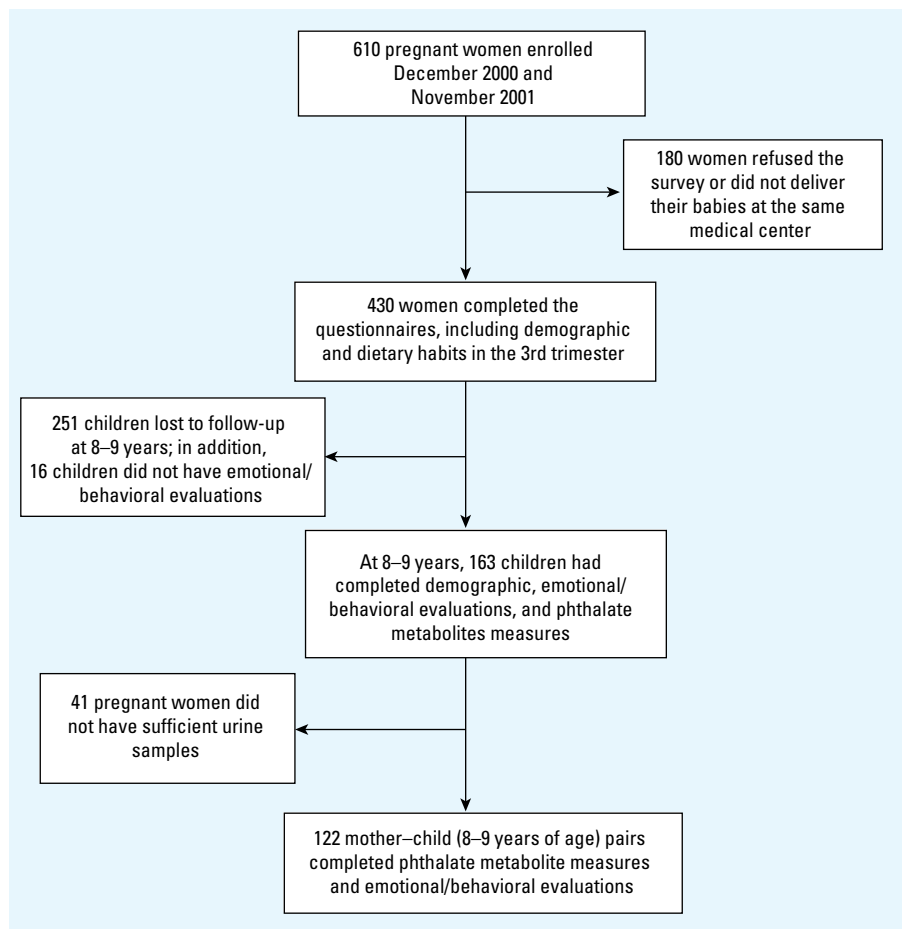 610 pregnant women enrolled
December 2000 and
November 2001
180 women refused the
survey or did not deliver
their babies at the same
medical center
430 women completed the
questionnaires, including demographic
and dietary habits in the 3rd trimester
251 children lost to follow-up
at 8–9 years; in addition,
16 children did not have emotional/
behavioral evaluations
At 8–9 years, 163 children had
completed demographic, emotional/
behavioral evaluations, and phthalate
metabolites measures
41 pregnant women did
not have sufficient urine
samples
122 mother–child (8–9 years of age) pairs
completed phthalate metabolite measures
and emotional/behavioral evaluations